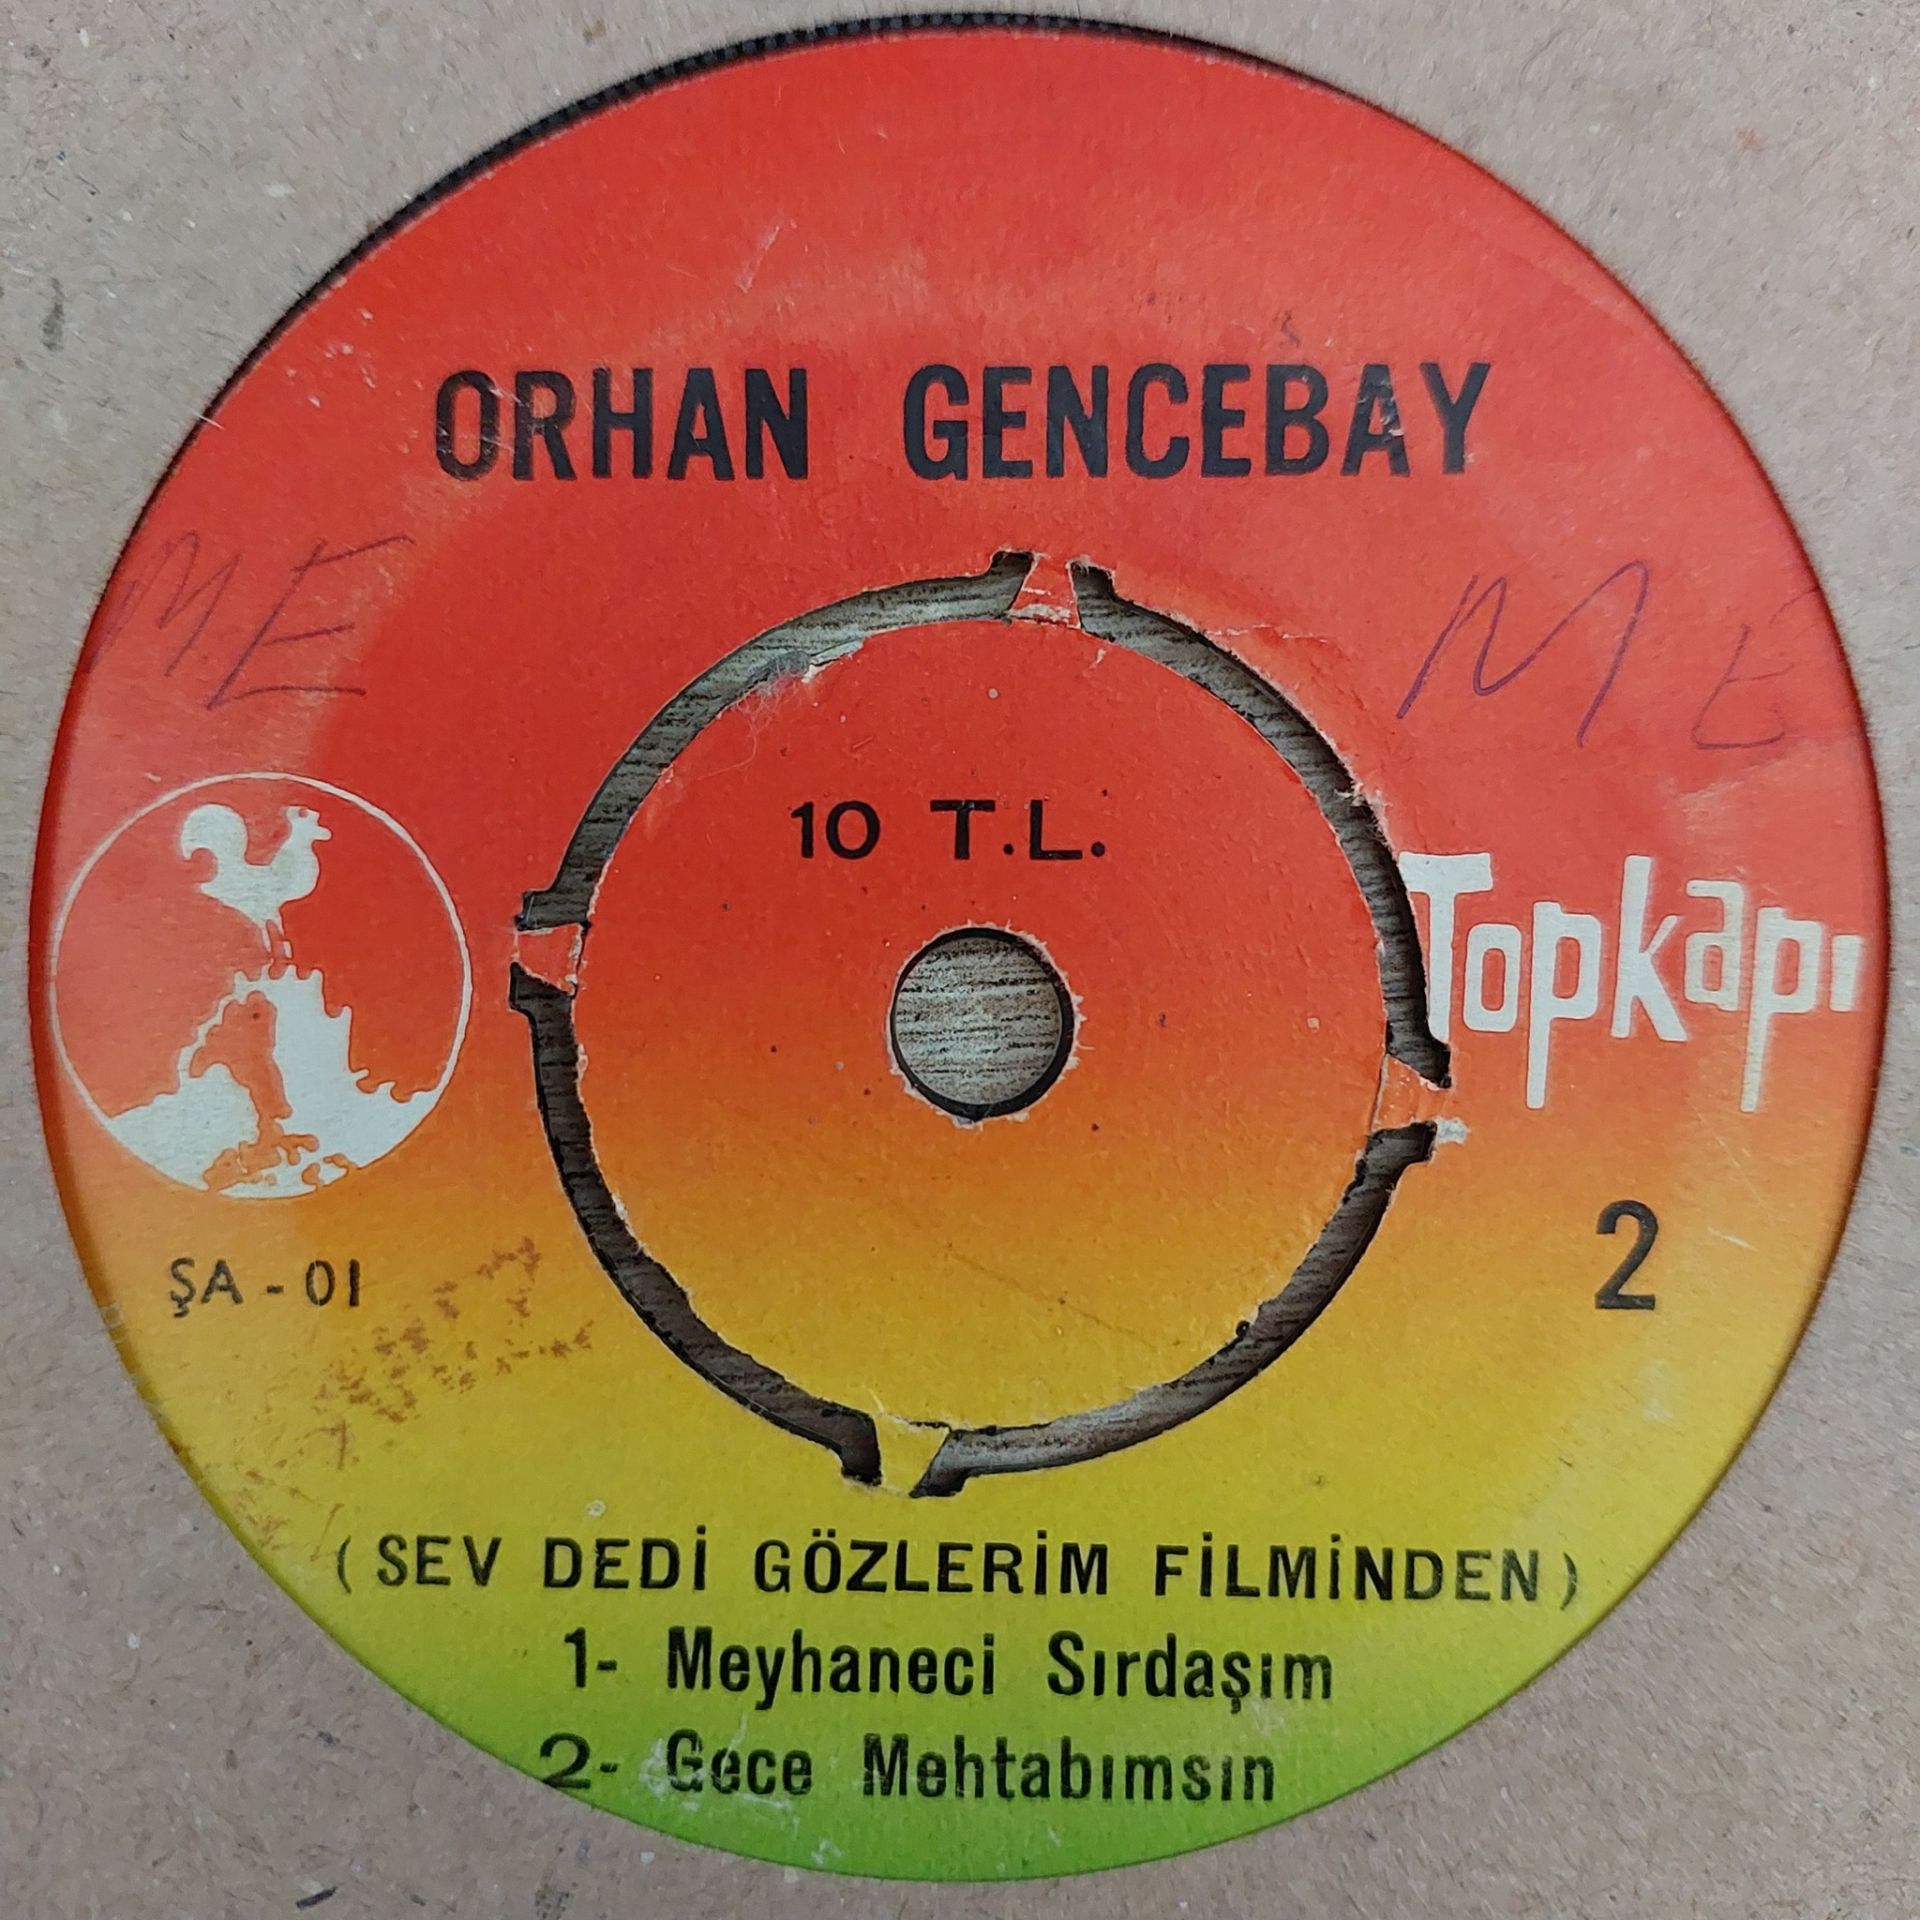 ORHAN GENCEBAY
ME
ME
10 T.L.
Topkapı
ŞA - 01
2
(SEV DEDİ GÖZLERİM FİLMİNDEN)
1- Meyhaneci Sırdaşım
2- Gece Mehtabımsın